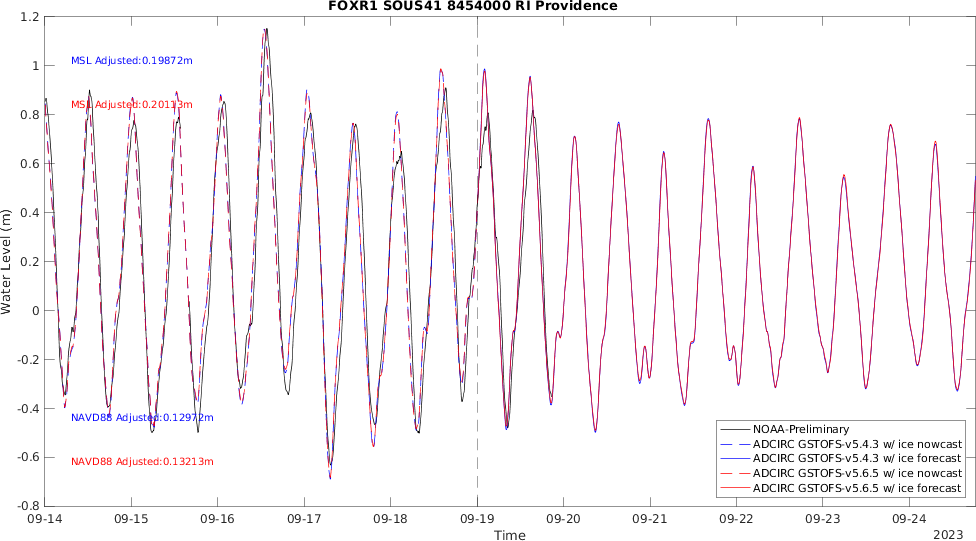 FOXR1 SOUS41 8454000 RI Providence
1.2
1
0.8
0.6
0.4
0.2
0
-0.2
-0.4
-0.6
-0.8
Water Level (m)
MSL Adjusted:0.19872m
MSL Adjusted:0.20113m
NAVD88 Adjusted:0.12972m
NAVD88 Adjusted:0.13213m
NOAA-Preliminary
ADCIRC GSTOFS-v5.4.3 w/ ice nowcast
ADCIRC GSTOFS-v5.4.3 w/ ice forecast
ADCIRC GSTOFS-v5.6.5 w/ ice nowcast
ADCIRC GSTOFS-v5.6.5 w/ ice forecast
09-14 09-15 09-16 09-17 09-18 09-19 09-20 09-21 09-22 09-23 09-24
Time
2023